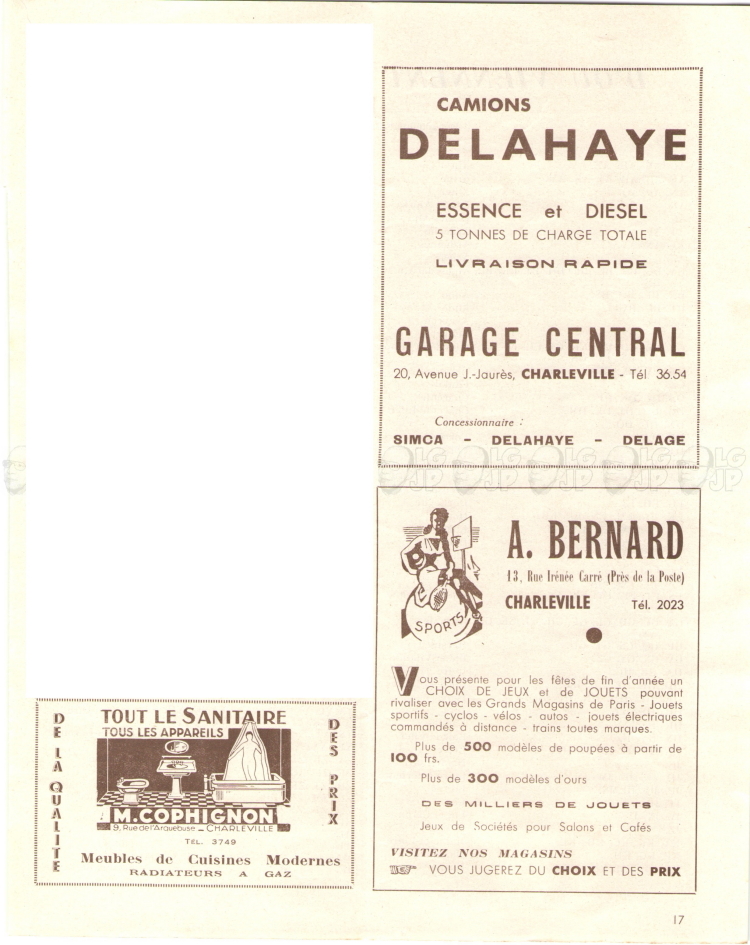 CAMIONS
DELAHAYE
ESSENCE et DIESEL
5 TONNES DE CHARGE TOTALE
LIVRAISON RAPIDE
GARAGE CENTRAL
20, Avenue J.-Jaurès, CHARLEVILLE - Tél 36.54
Concessionnaire :
SIMCA - DELAHAYE - DELAGE
LG JP
A. BERNARD
13, Rue Irénée Carré (Près de la Poste)
CHARLEVILLE Tél. 2023
SPORTS
Vous présente pour les fêtes de fin d'année un
CHOIX DE JEUX et de JOUETS pouvant
rivaliser avec les Grands Magasins de Paris - Jouets
sportifs - cyclos - vélos - autos - jouets électriques
commandés à distance - trains toutes marques.
Plus de 500 modèles de poupées à partir de
100 frs.
Plus de 300 modèles d'ours
DES MILLIERS DE JOUETS
Jeux de Sociétés pour Salons et Cafés
VISITEZ NOS MAGASINS
VOUS JUGEREZ DU CHOIX ET DES PRIX
DE LA QUALITE
TOUT LE SANITAIRE
TOUS LES APPAREILS
DES PRIX
M. COPHIGNON
9, Rue de l'Arquebuse - CHARLEVILLE
TÉL. 3749
Meubles de Cuisines Modernes
RADIATEURS A GAZ
17